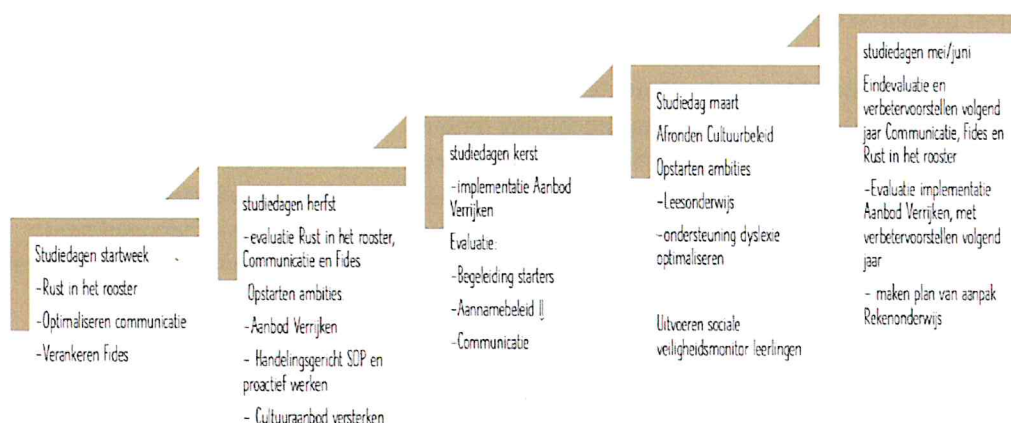 Studiedagen startweek
-Rust in het rooster
-Optimaliseren communicatie
-Verankeren Fides
studiedagen herfst
-evaluatie Rust in het rooster,
Communicatie en Fides
Opstarten ambities
-Aanbod Verrijken
- Handelingsgericht SOP en
proactief werken
- Cultuuraanbod versterken
studiedagen kerst
-implementatie Aanbod
Verrijken
Evaluatie:
-Begeleiding starters
-Aannamebeleid IJ
-Communicatie
Studiedag maart
Afronden Cultuurbeleid
Opstarten ambities
-Leesonderwijs
-ondersteuning dyslexie
optimaliseren
Uitvoeren sociale
veiligheidsmonitor leerlingen
studiedagen mei/juni
Eindevaluatie en
verbetervoorstellen volgend
jaar Communicatie, Fides en
Rust in het rooster
-Evaluatie implementatie
Aanbod Verrijken, met
verbetervoorstellen volgend
jaar
- maken plan van aanpak
Rekenonderwijs